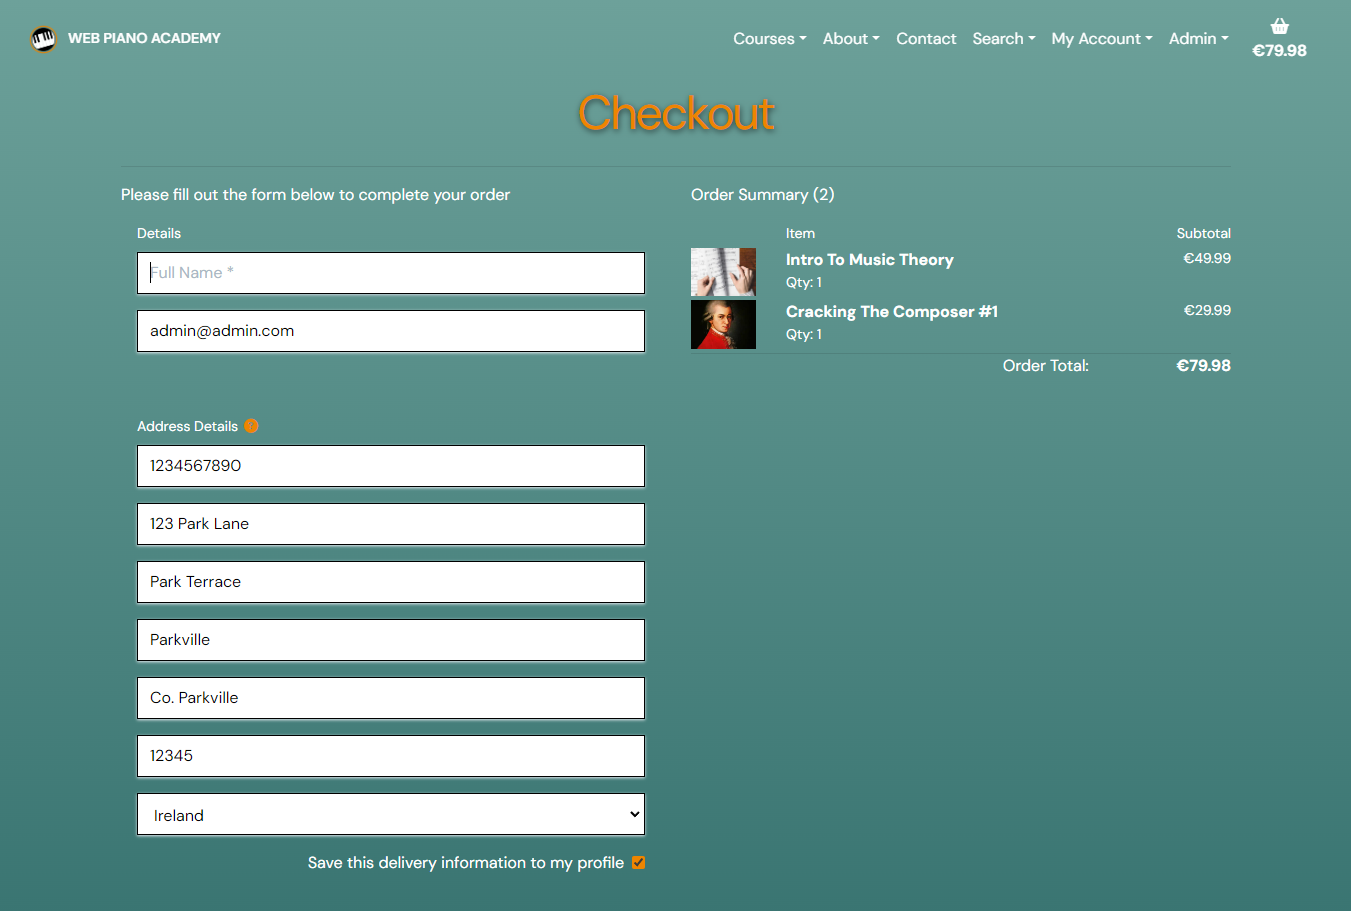 WEB PIANO ACADEMY
Courses About Contact Search My Account Admin
€79.98
Checkout
Please fill out the form below to complete your order
Details
Full Name *
admin@admin.com
Address Details
1234567890
123 Park Lane
Park Terrace
Parkville
Co. Parkville
12345
Ireland
Save this delivery information to my profile
Order Summary (2)
Item Subtotal
Intro To Music Theory €49.99
Qty: 1
Cracking The Composer #1 €29.99
Qty: 1
Order Total: €79.98